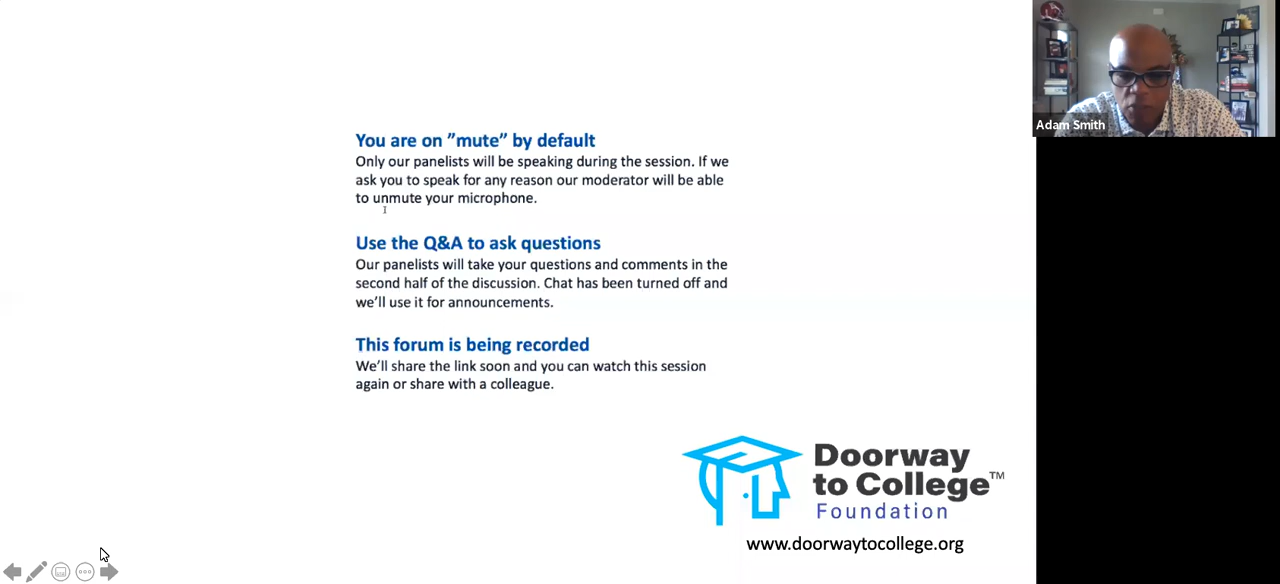 You are on ”mute” by default
Only our panelists will be speaking during the session. If we
ask you to speak for any reason our moderator will be able
to unmute your microphone.
Use the Q&A to ask questions
Our panelists will take your questions and comments in the
second half of the discussion. Chat has been turned off and
we’ll use it for announcements.
This forum is being recorded
We’ll share the link soon and you can watch this session
again or share with a colleague.
Doorway
to College™
Foundation
www.doorwaytocollege.org
Adam Smith